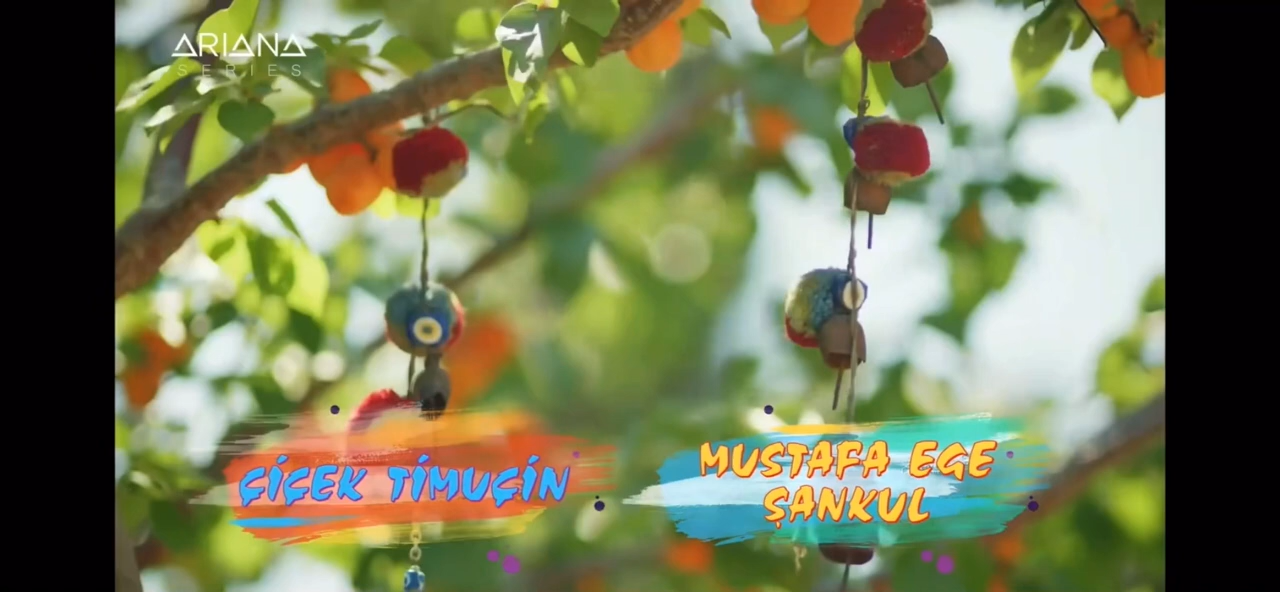 ARIANA
SERIES
ÇİÇEK TİMUÇİN
MUSTAFA EGE
ŞANKUL